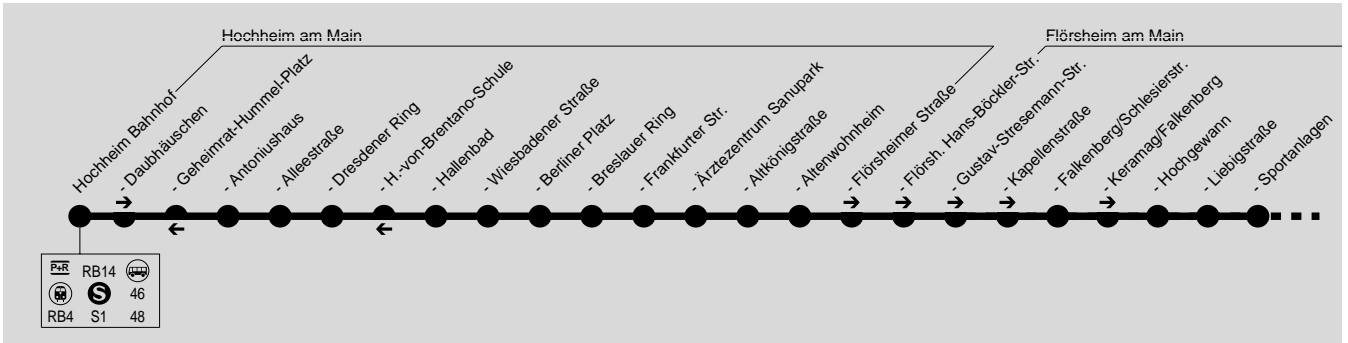 Hochheim am Main
Flörsheim am Main
Hochheim Bahnhof
- Daubhäuschen
- Geheimrat-Hummel-Platz
- Antoniushaus
- Alleestraße
- Dresdener Ring
- H.-von-Brentano-Schule
- Hallenbad
- Wiesbadener Straße
- Berliner Platz
- Breslauer Ring
- Frankfurter Str.
- Ärztezentrum Sanupark
- Altkönigstraße
- Altenwohnheim
- Flörsheimer Straße
- Flörsh. Hans-Böckler-Str.
- Gustav-Stresemann-Str.
- Kapellenstraße
- Falkenberg/Schlesierstr.
- Keramag/Falkenberg
- Hochgewann
- Liebigstraße
- Sportanlagen
P+R RB14
S 46
RB4 S1 48